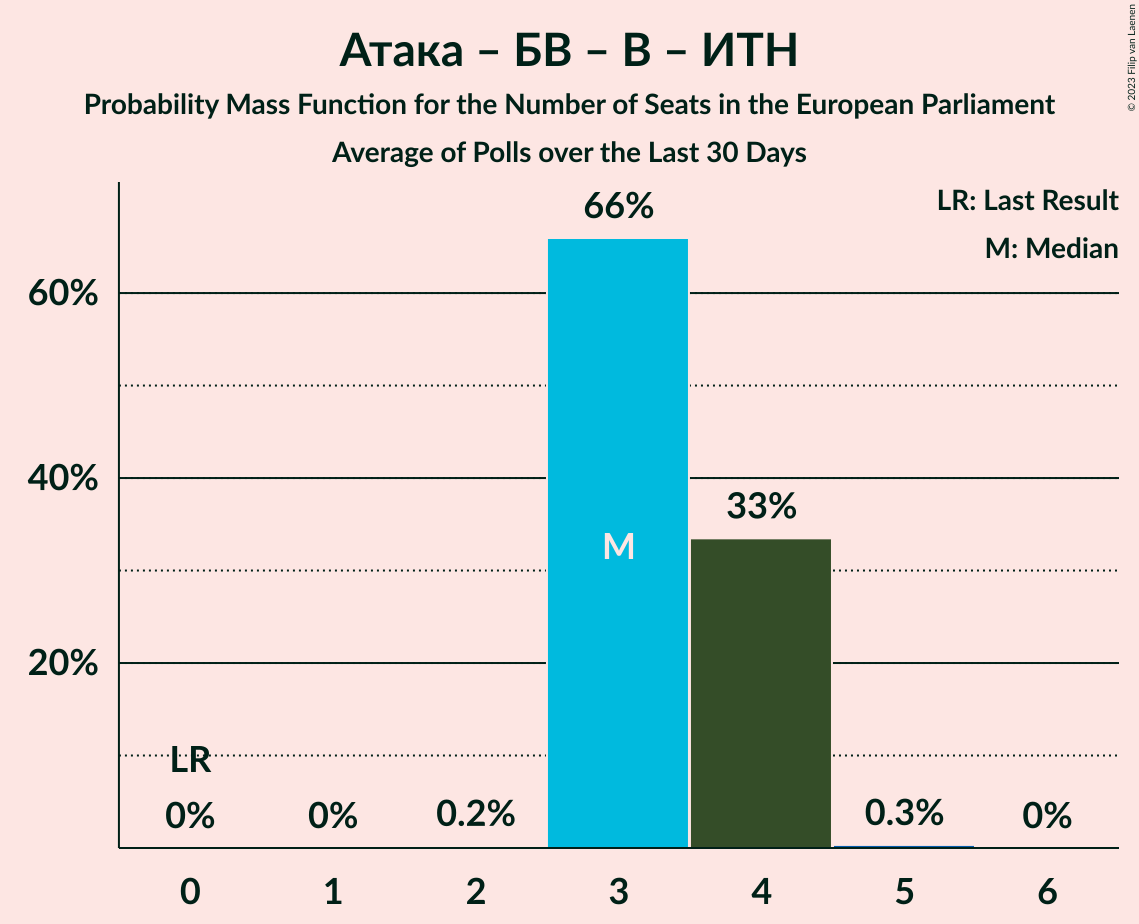 Атака – БВ – В – ИТН
Probability Mass Function for the Number of Seats in the European Parliament
Average of Polls over the Last 30 Days
© 2023 Filip van Laenen
LR: Last Result
M: Median
66%
60%
40%
33%
M
20%
LR
0%
0%
0.2%
0.3%
0%
0
1
2
3
4
5
6